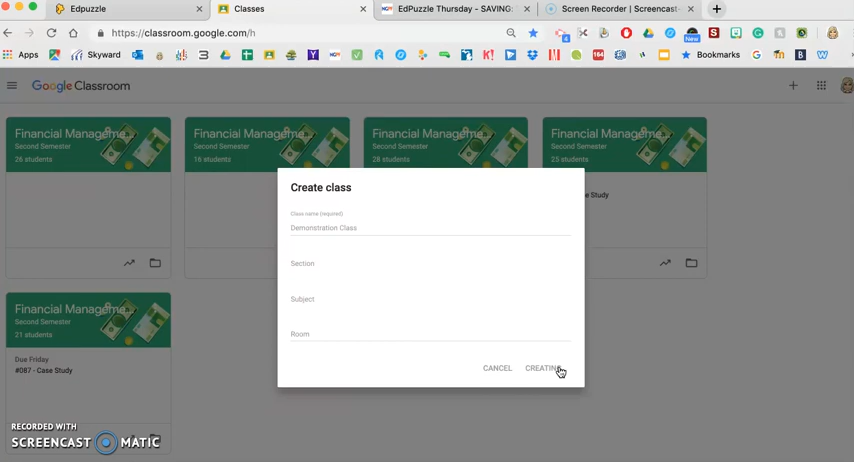 Edpuzzle
Classes
EdPuzzle Thursday - SAVING:
Screen Recorder | Screencast-
https://classroom.google.com/h
New
Apps
Skyward
Bookmarks
Google Classroom
Financial Manageme...
Second Semester
26 students
Financial Manageme...
Second Semester
16 students
Financial Manageme...
Second Semester
28 students
Financial Manageme...
Second Semester
25 students
se Study
Create class
Class name (required)
Demonstration Class
Section
Subject
Room
CANCEL
CREATING
Financial Manageme...
Second Semester
21 students
Due Friday
#087 - Case Study
RECORDED WITH
SCREENCAST MATIC